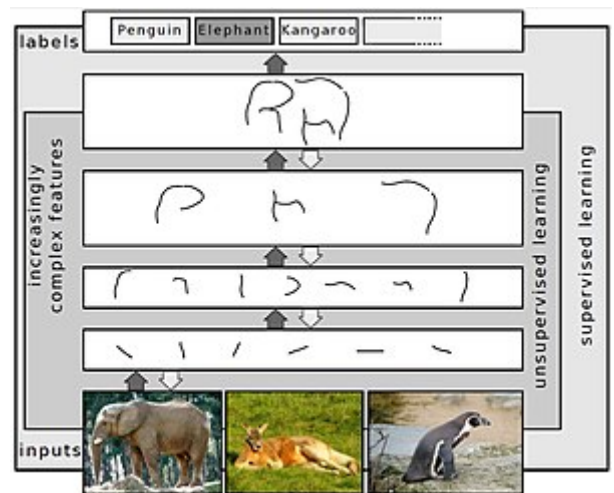 labels
Penguin
Elephant
Kangaroo
increasingly
complex features
unsupervised learning
supervised learning
inputs